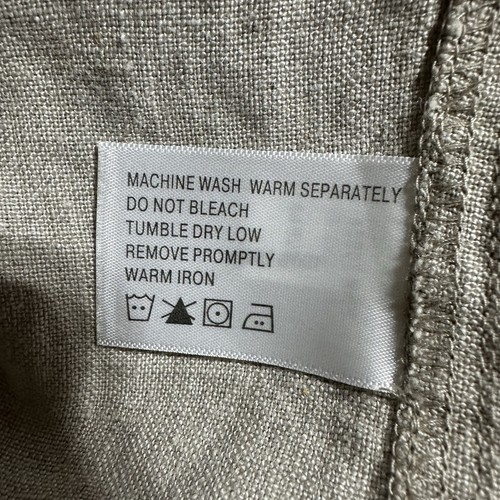 MACHINE WASH WARM SEPARATELY
DO NOT BLEACH
TUMBLE DRY LOW
REMOVE PROMPTLY
WARM IRON